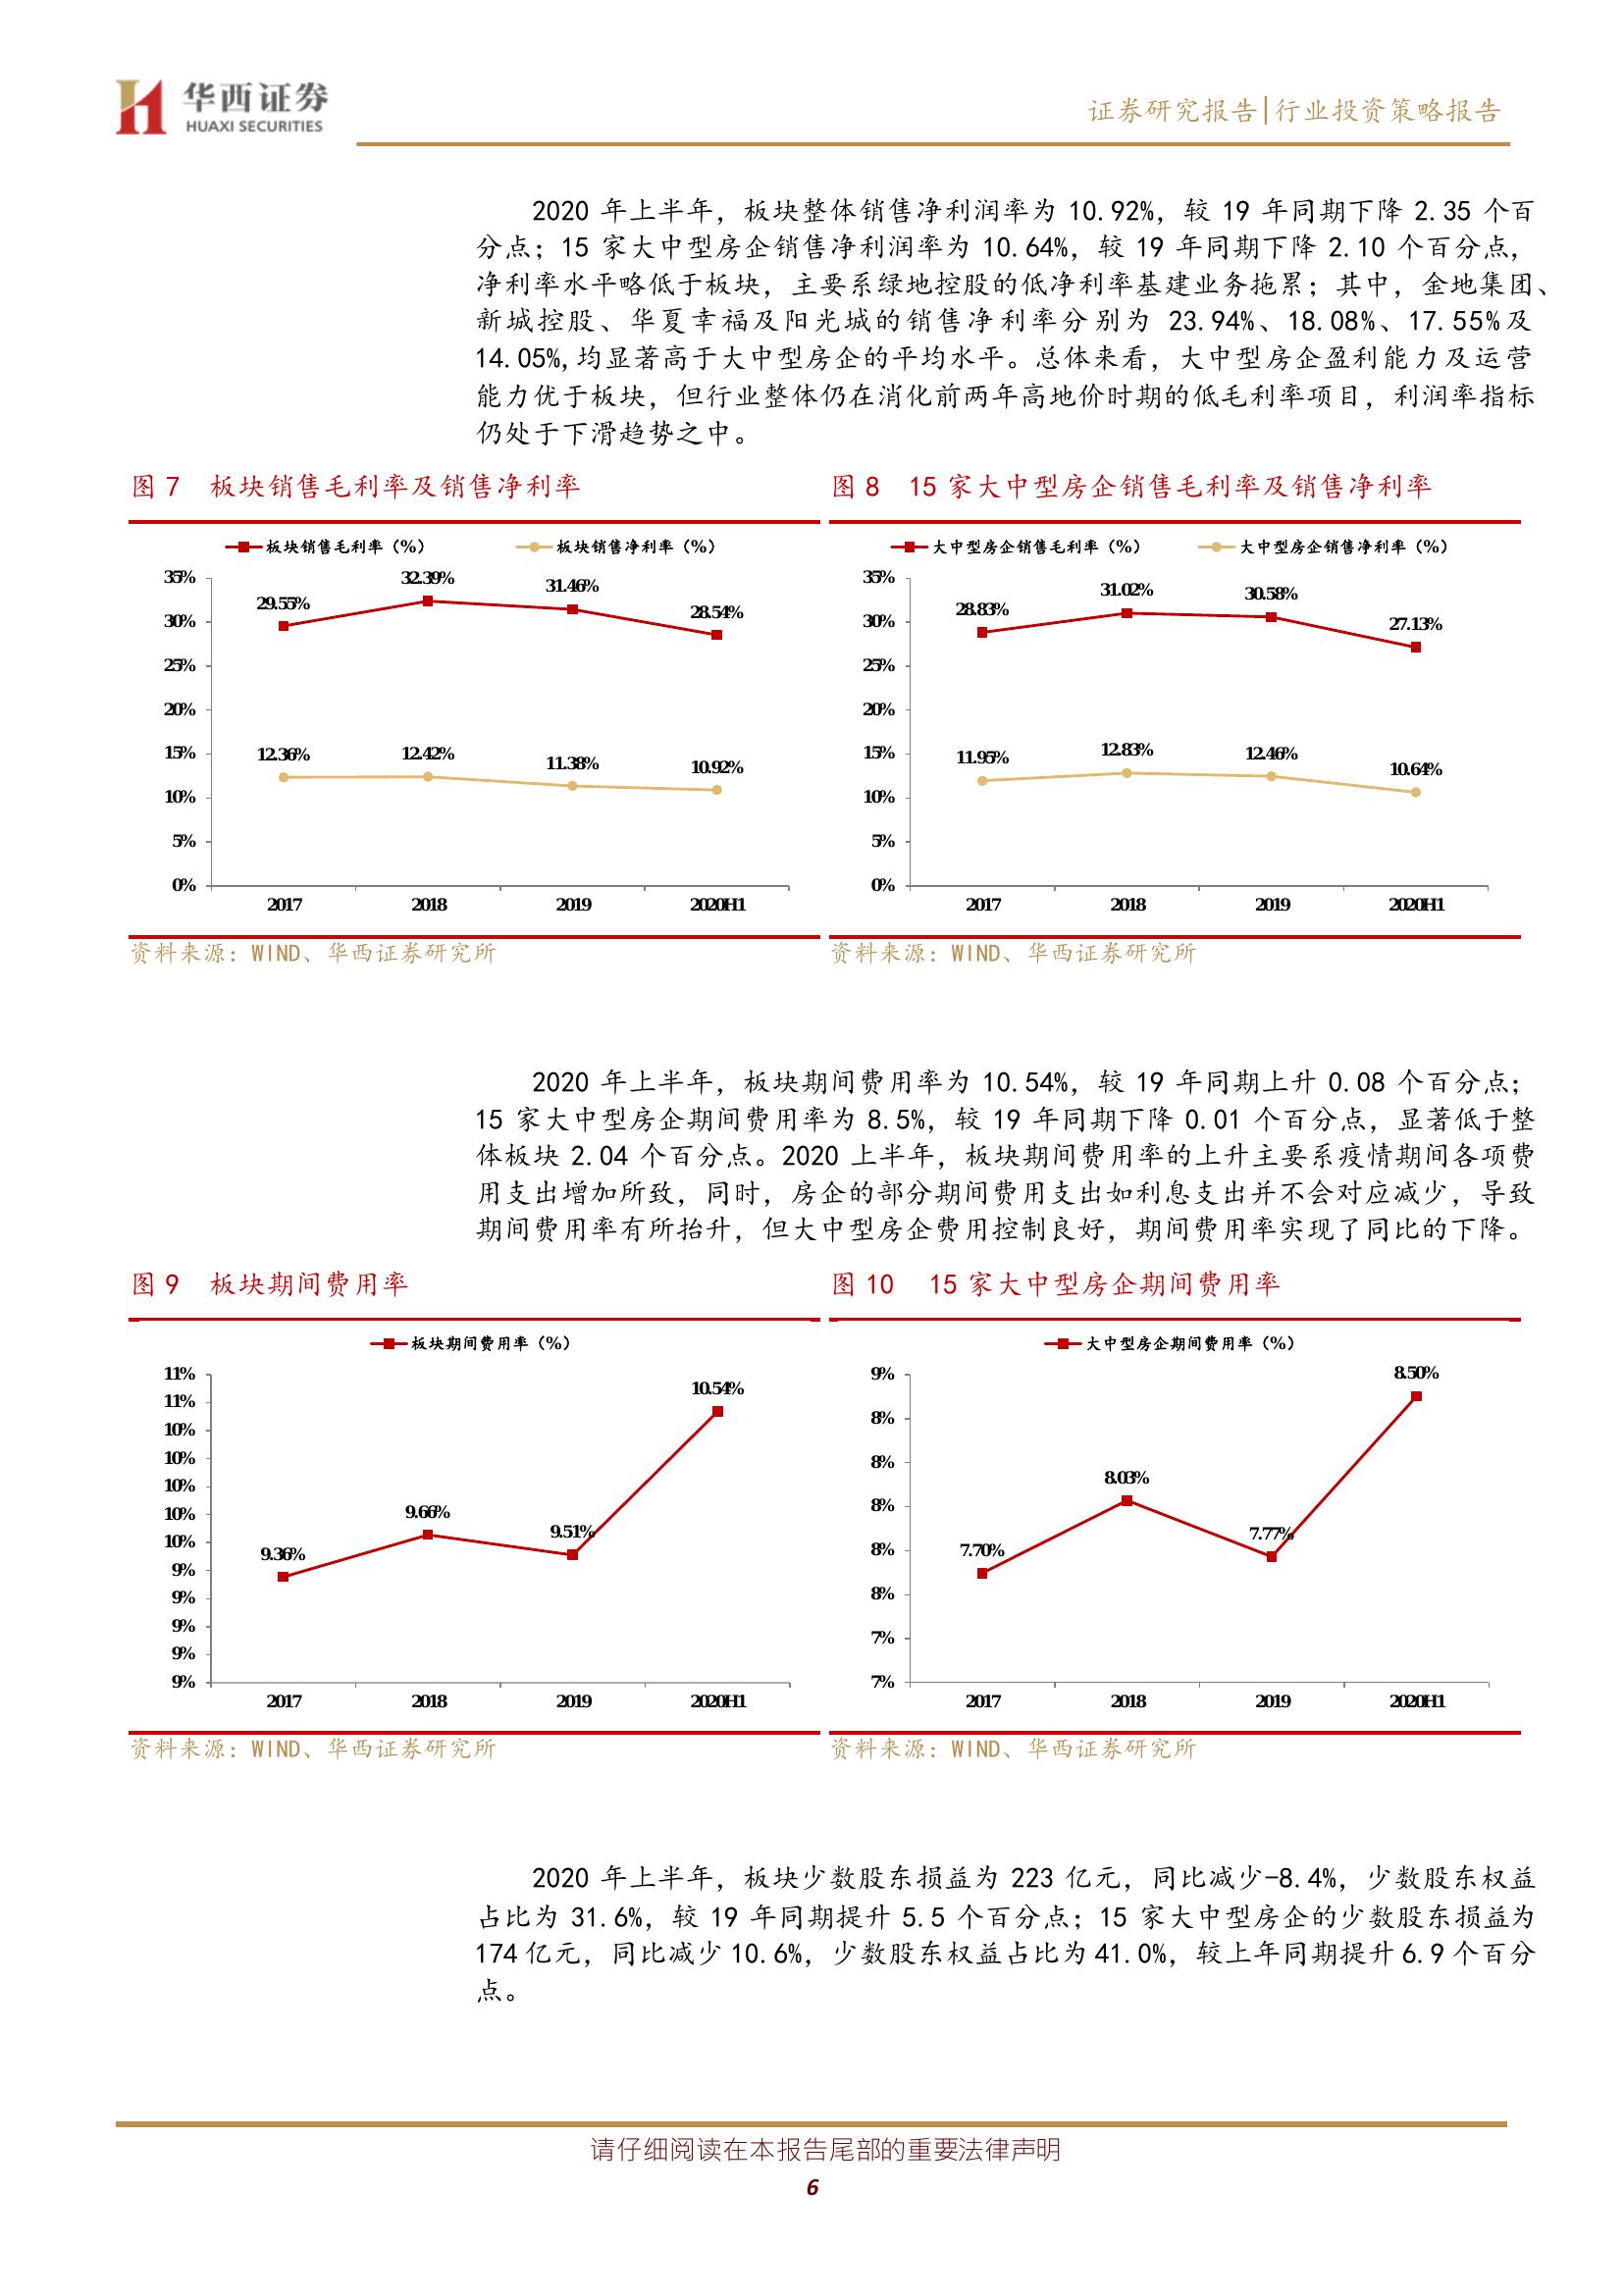 华西证券
HUAXI SECURITIES
证券研究报告|行业投资策略报告
2020 年上半年，板块整体销售净利润率为 10.92%，较 19 年同期下降 2.35 个百
分点；15 家大中型房企销售净利润率为 10.64%，较 19 年同期下降 2.10 个百分点，
净利率水平略低于板块，主要系绿地控股的低净利率基建业务拖累；其中，金地集团、
新城控股、华夏幸福及阳光城的销售净利率分别为 23.94%、18.08%、17.55%及
14.05%,均显著高于大中型房企的平均水平。总体来看，大中型房企盈利能力及运营
能力优于板块，但行业整体仍在消化前两年高地价时期的低毛利率项目，利润率指标
仍处于下滑趋势之中。
图 7 板块销售毛利率及销售净利率
板块销售毛利率（%） 板块销售净利率（%）
35%
30%
25%
20%
15%
10%
5%
0%
29.55% 32.39% 31.46% 28.54%
12.36% 12.42% 11.38% 10.92%
2017 2018 2019 2020H1
资料来源：WIND、华西证券研究所
图 8 15 家大中型房企销售毛利率及销售净利率
大中型房企销售毛利率（%） 大中型房企销售净利率（%）
35%
30%
25%
20%
15%
10%
5%
0%
28.83% 31.02% 30.58% 27.13%
11.95% 12.83% 12.46% 10.64%
2017 2018 2019 2020H1
资料来源：WIND、华西证券研究所
2020 年上半年，板块期间费用率为 10.54%，较 19 年同期上升 0.08 个百分点；
15 家大中型房企期间费用率为 8.5%，较 19 年同期下降 0.01 个百分点，显著低于整
体板块 2.04 个百分点。2020 上半年，板块期间费用率的上升主要系疫情期间各项费
用支出增加所致，同时，房企的部分期间费用支出如利息支出并不会对应减少，导致
期间费用率有所抬升，但大中型房企费用控制良好，期间费用率实现了同比的下降。
图 9 板块期间费用率
板块期间费用率（%）
11%
11%
10%
10%
10%
10%
10%
9%
9%
9%
9%
9%
9.36% 9.66% 9.51% 10.54%
2017 2018 2019 2020H1
资料来源：WIND、华西证券研究所
图 10 15 家大中型房企期间费用率
大中型房企期间费用率（%）
9%
8%
8%
8%
8%
8%
7%
7%
7.70% 8.03% 7.77% 8.50%
2017 2018 2019 2020H1
资料来源：WIND、华西证券研究所
2020 年上半年，板块少数股东损益为 223 亿元，同比减少-8.4%，少数股东权益
占比为 31.6%，较 19 年同期提升 5.5 个百分点；15 家大中型房企的少数股东损益为
174 亿元，同比减少 10.6%，少数股东权益占比为 41.0%，较上年同期提升 6.9 个百分
点。
请仔细阅读在本报告尾部的重要法律声明
6